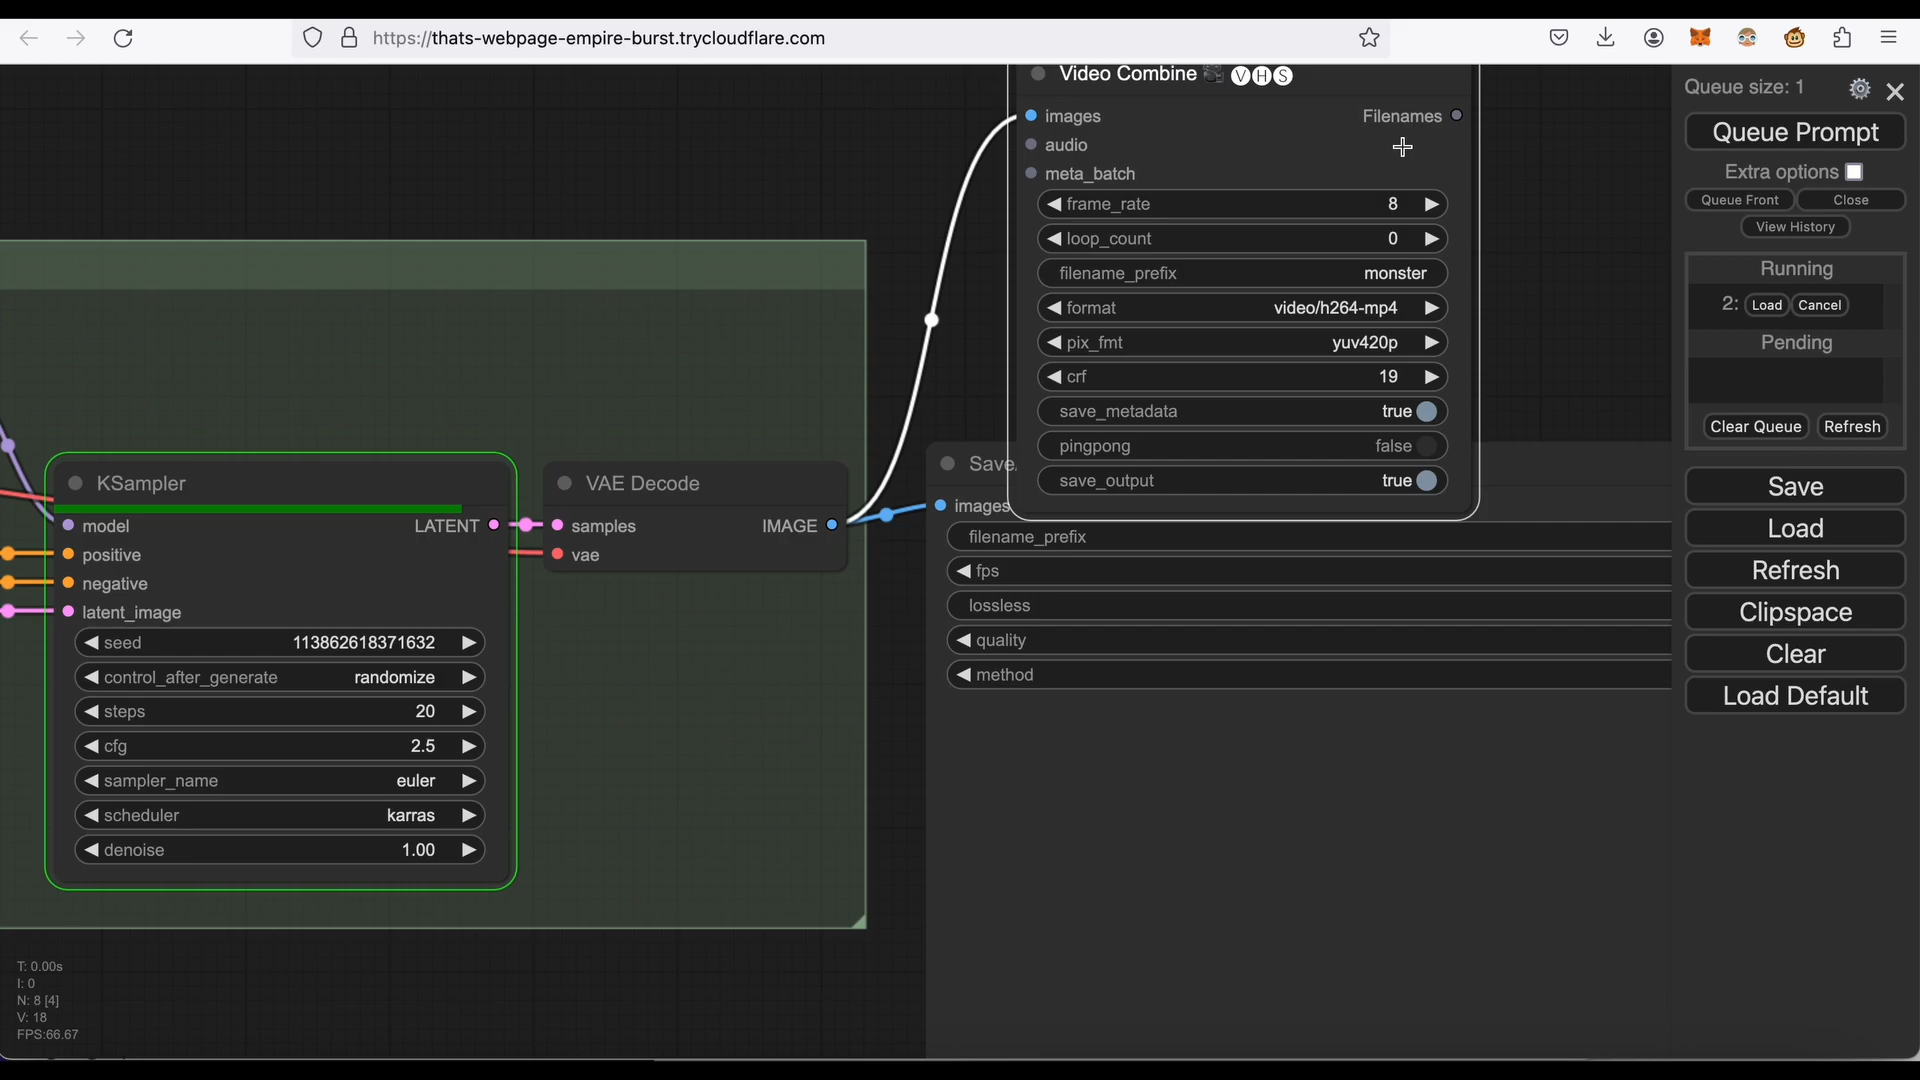 https://thats-webpage-empire-burst.trycloudflare.com
Video Combine VHS
images Filenames
audio
meta_batch
frame_rate 8
loop_count 0
filename_prefix monster
format video/h264-mp4
pix_fmt yuv420p
crf 19
save_metadata true
pingpong false
save_output true
Save
images
filename_prefix
fps
lossless
quality
method
KSampler
model LATENT
positive
negative
latent_image
seed 113862618371632
control_after_generate randomize
steps 20
cfg 2.5
sampler_name euler
scheduler karras
denoise 1.00
VAE Decode
samples IMAGE
vae
Queue size: 1
Queue Prompt
Extra options
Queue Front Close
View History
Running
2: Load Cancel
Pending
Clear Queue Refresh
Save
Load
Refresh
Clipspace
Clear
Load Default
T: 0.00s
I: 0
N: 8 [4]
V: 18
FPS:66.67